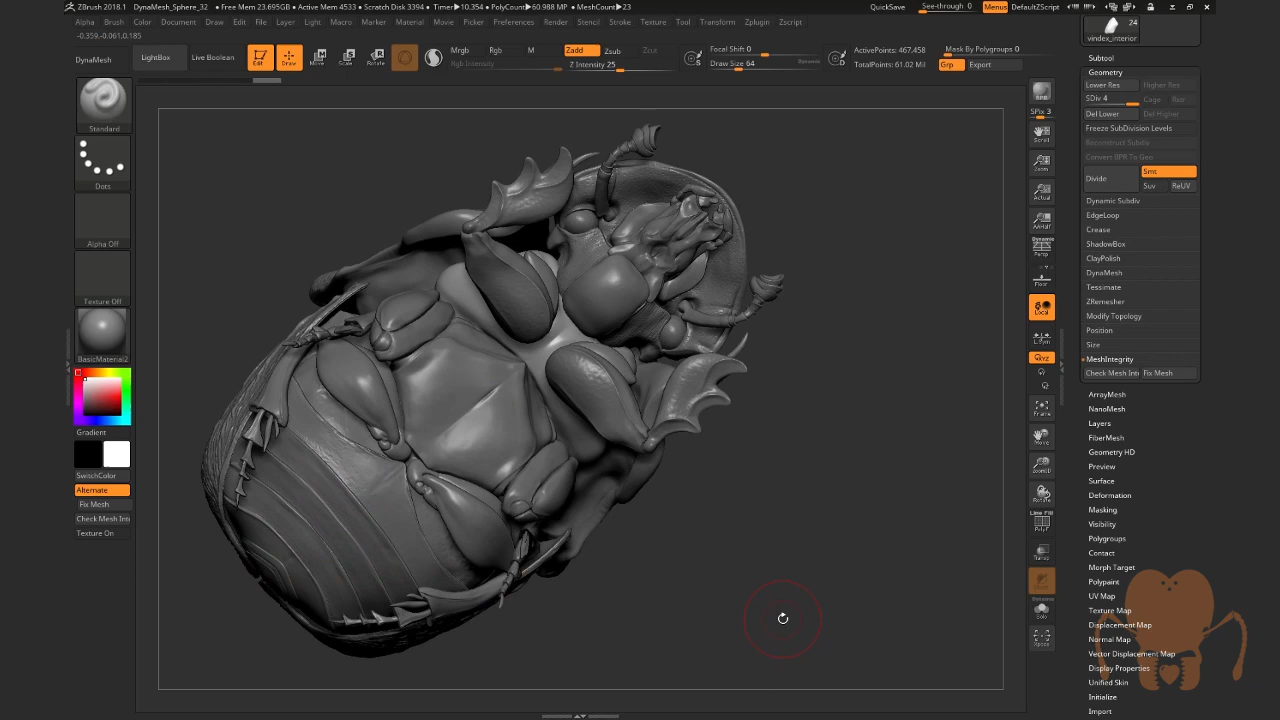 ZBrush 2018.1 DynaMesh_Sphere_32 • Free Mem 23.695GB • Active Mem 4533 • Scratch Disk 3394 • Timer▶10.354 • PolyCount▶60.988 MP • MeshCount▶23 QuickSave See-through 0 Menus DefaultZScript
Alpha Brush Color Document Draw Edit File Layer Light Macro Marker Material Movie Picker Preferences Render Stencil Stroke Texture Tool Transform Zplugin Zscript
-0.359,-0.061,0.185
DynaMesh LightBox Live Boolean Edit Draw Move Scale Rotate
Mrgb Rgb M Zadd Zsub Zcut
Rgb Intensity Z Intensity 25
Focal Shift 0
Draw Size 64 Dynamic
ActivePoints: 467,458 Mask By Polygroups 0
TotalPoints: 61.02 Mil Grp Export
Standard
Dots
Alpha Off
Texture Off
BasicMaterial2
Gradient
SwitchColor
Alternate
Fix Mesh
Check Mesh Int
Texture On
BPR
SPix 3
Scroll
Zoom
Actual
AAHalf
Dynamic
Persp
Floor
Local
L.Sym
Frame
Move
Zoom3D
Rotate
Line Fill
PolyF
Transp
Dynamic
Solo
Xpose
24
vindex_interior
Subtool
Geometry
Lower Res Higher Res
SDiv 4 Cage Rstr
Del Lower Del Higher
Freeze SubDivision Levels
Reconstruct Subdiv
Convert BPR To Geo
Divide Smt
Suv ReUV
Dynamic Subdiv
EdgeLoop
Crease
ShadowBox
ClayPolish
DynaMesh
Tessimate
ZRemesher
Modify Topology
Position
Size
MeshIntegrity
Check Mesh Int Fix Mesh
ArrayMesh
NanoMesh
Layers
FiberMesh
Geometry HD
Preview
Surface
Deformation
Masking
Visibility
Polygroups
Contact
Morph Target
Polypaint
UV Map
Texture Map
Displacement Map
Normal Map
Vector Displacement Map
Display Properties
Unified Skin
Initialize
Import